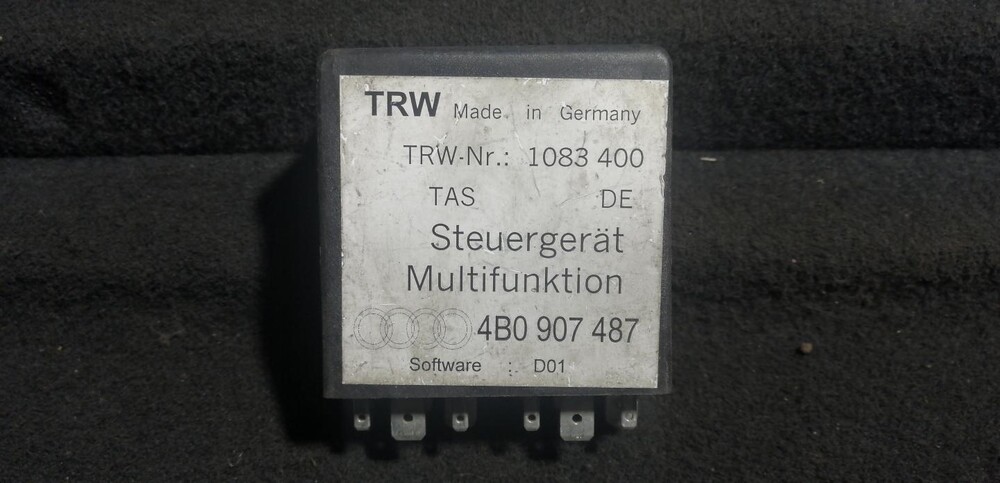 TRW Made in Germany
TRW-Nr.: 1083 400
TAS DE
Steuergerät
Multifunktion
4B0 907 487
Software : D01